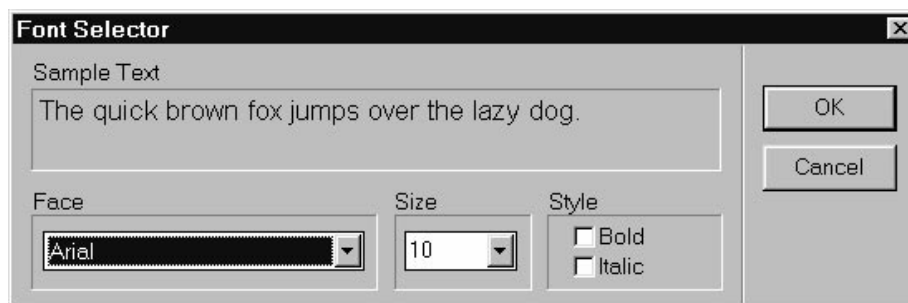 Font Selector
Sample Text
The quick brown fox jumps over the lazy dog.
OK
Cancel
Face
Size
Style
Arial
10
Bold
Italic